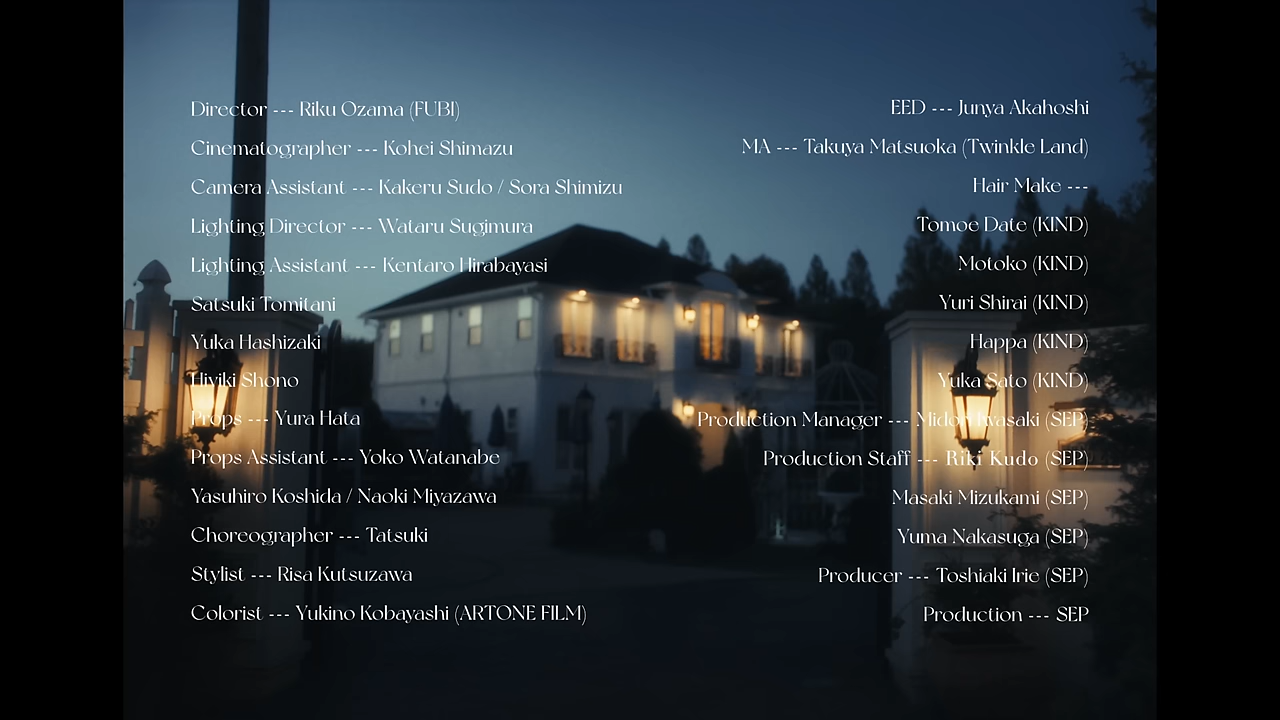 Director --- Riku Ozama (FUBI)
Cinematographer --- Kohei Shimazu
Camera Assistant --- Kakeru Sudo / Sora Shimizu
Lighting Director --- Wataru Sugimura
Lighting Assistant --- Kentaro Hirabayasi
Satsuki Tomitani
Yuka Hashizaki
Hiviki Shono
Props --- Yura Hata
Props Assistant --- Yoko Watanabe
Yasuhiro Koshida / Naoki Miyazawa
Choreographer --- Tatsuki
Stylist --- Risa Kutsuzawa
Colorist --- Yukino Kobayashi (ARTONE FILM)
EED --- Junya Akahoshi
MA --- Takuya Matsuoka (Twinkle Land)
Hair Make ---
Tomoe Date (KIND)
Motoko (KIND)
Yuri Shirai (KIND)
Happa (KIND)
Yuka Sato (KIND)
Production Manager --- Midori Iwasaki (SEP)
Production Staff --- Riki Kudo (SEP)
Masaki Mizukami (SEP)
Yuma Nakasuga (SEP)
Producer --- Toshiaki Irie (SEP)
Production --- SEP